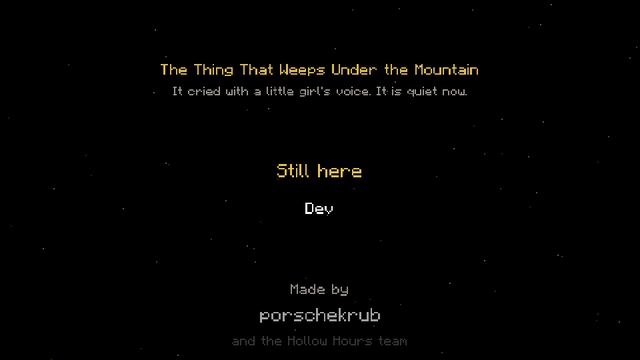 The Thing That Weeps Under the Mountain
It cried with a little girl's voice. It is quiet now.
Still here
Dev
Made by
porschekrub
and the Hollow Hours team